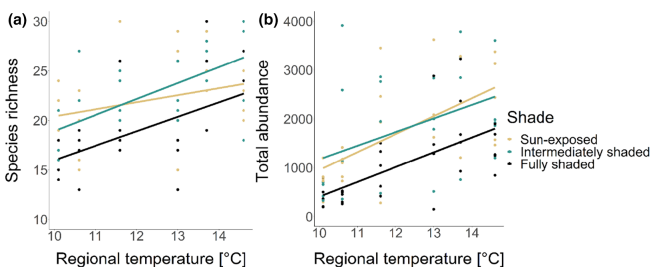 (a)
Species richness
30
25
20
15
10
10 11 12 13 14
Regional temperature [°C]
(b)
Total abundance
4000
3000
2000
1000
0
10 11 12 13 14
Regional temperature [°C]
Shade
Sun-exposed
Intermediately shaded
Fully shaded